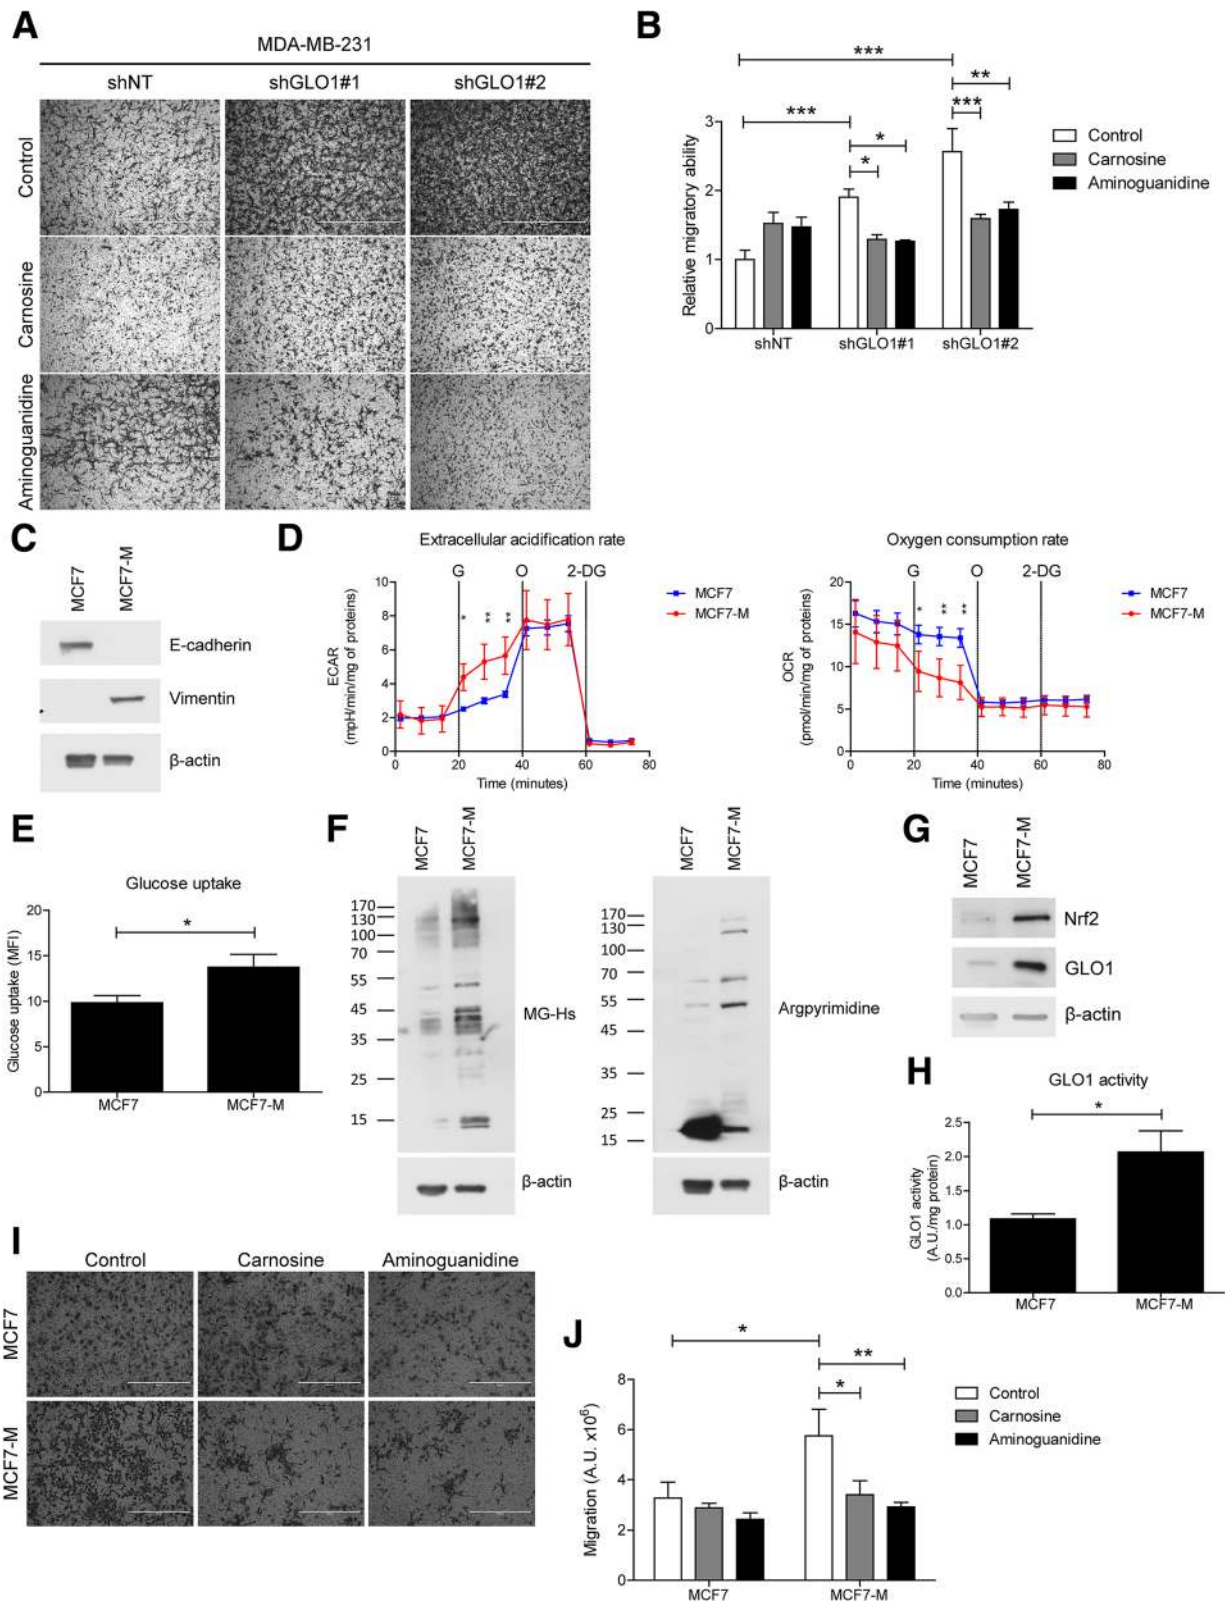 A
MDA-MB-231
shNT shGLO1#1 shGLO1#2
Control
Carnosine
Aminoguanidine
B
***
**
***
***
*
*
Relative migratory ability
3
2
1
0
shNT shGLO1#1 shGLO1#2
Control
Carnosine
Aminoguanidine
C
MCF7
MCF7-M
E-cadherin
Vimentin
β-actin
D
Extracellular acidification rate
G O 2-DG
ECAR
(mpH/min/mg of proteins)
10
8
6
4
2
0
* ** **
0 20 40 60 80
Time (minutes)
MCF7
MCF7-M
Oxygen consumption rate
G O 2-DG
OCR
(pmol/min/mg of proteins)
20
15
10
5
0
* ** **
0 20 40 60 80
Time (minutes)
MCF7
MCF7-M
E
Glucose uptake
Glucose uptake (MFI)
20
15
10
5
0
*
MCF7 MCF7-M
F
MCF7
MCF7-M
170
130
100
70
55
45
35
25
15
MG-Hs
β-actin
MCF7
MCF7-M
170
130
100
70
55
45
35
25
15
Argpyrimidine
β-actin
G
MCF7
MCF7-M
Nrf2
GLO1
β-actin
H
GLO1 activity
GLO1 activity
(A.U./mg protein)
2.5
2.0
1.5
1.0
0.5
0.0
*
MCF7 MCF7-M
I
Control Carnosine Aminoguanidine
MCF7
MCF7-M
J
*
**
*
Migration (A.U. x10⁶)
8
6
4
2
0
MCF7 MCF7-M
Control
Carnosine
Aminoguanidine